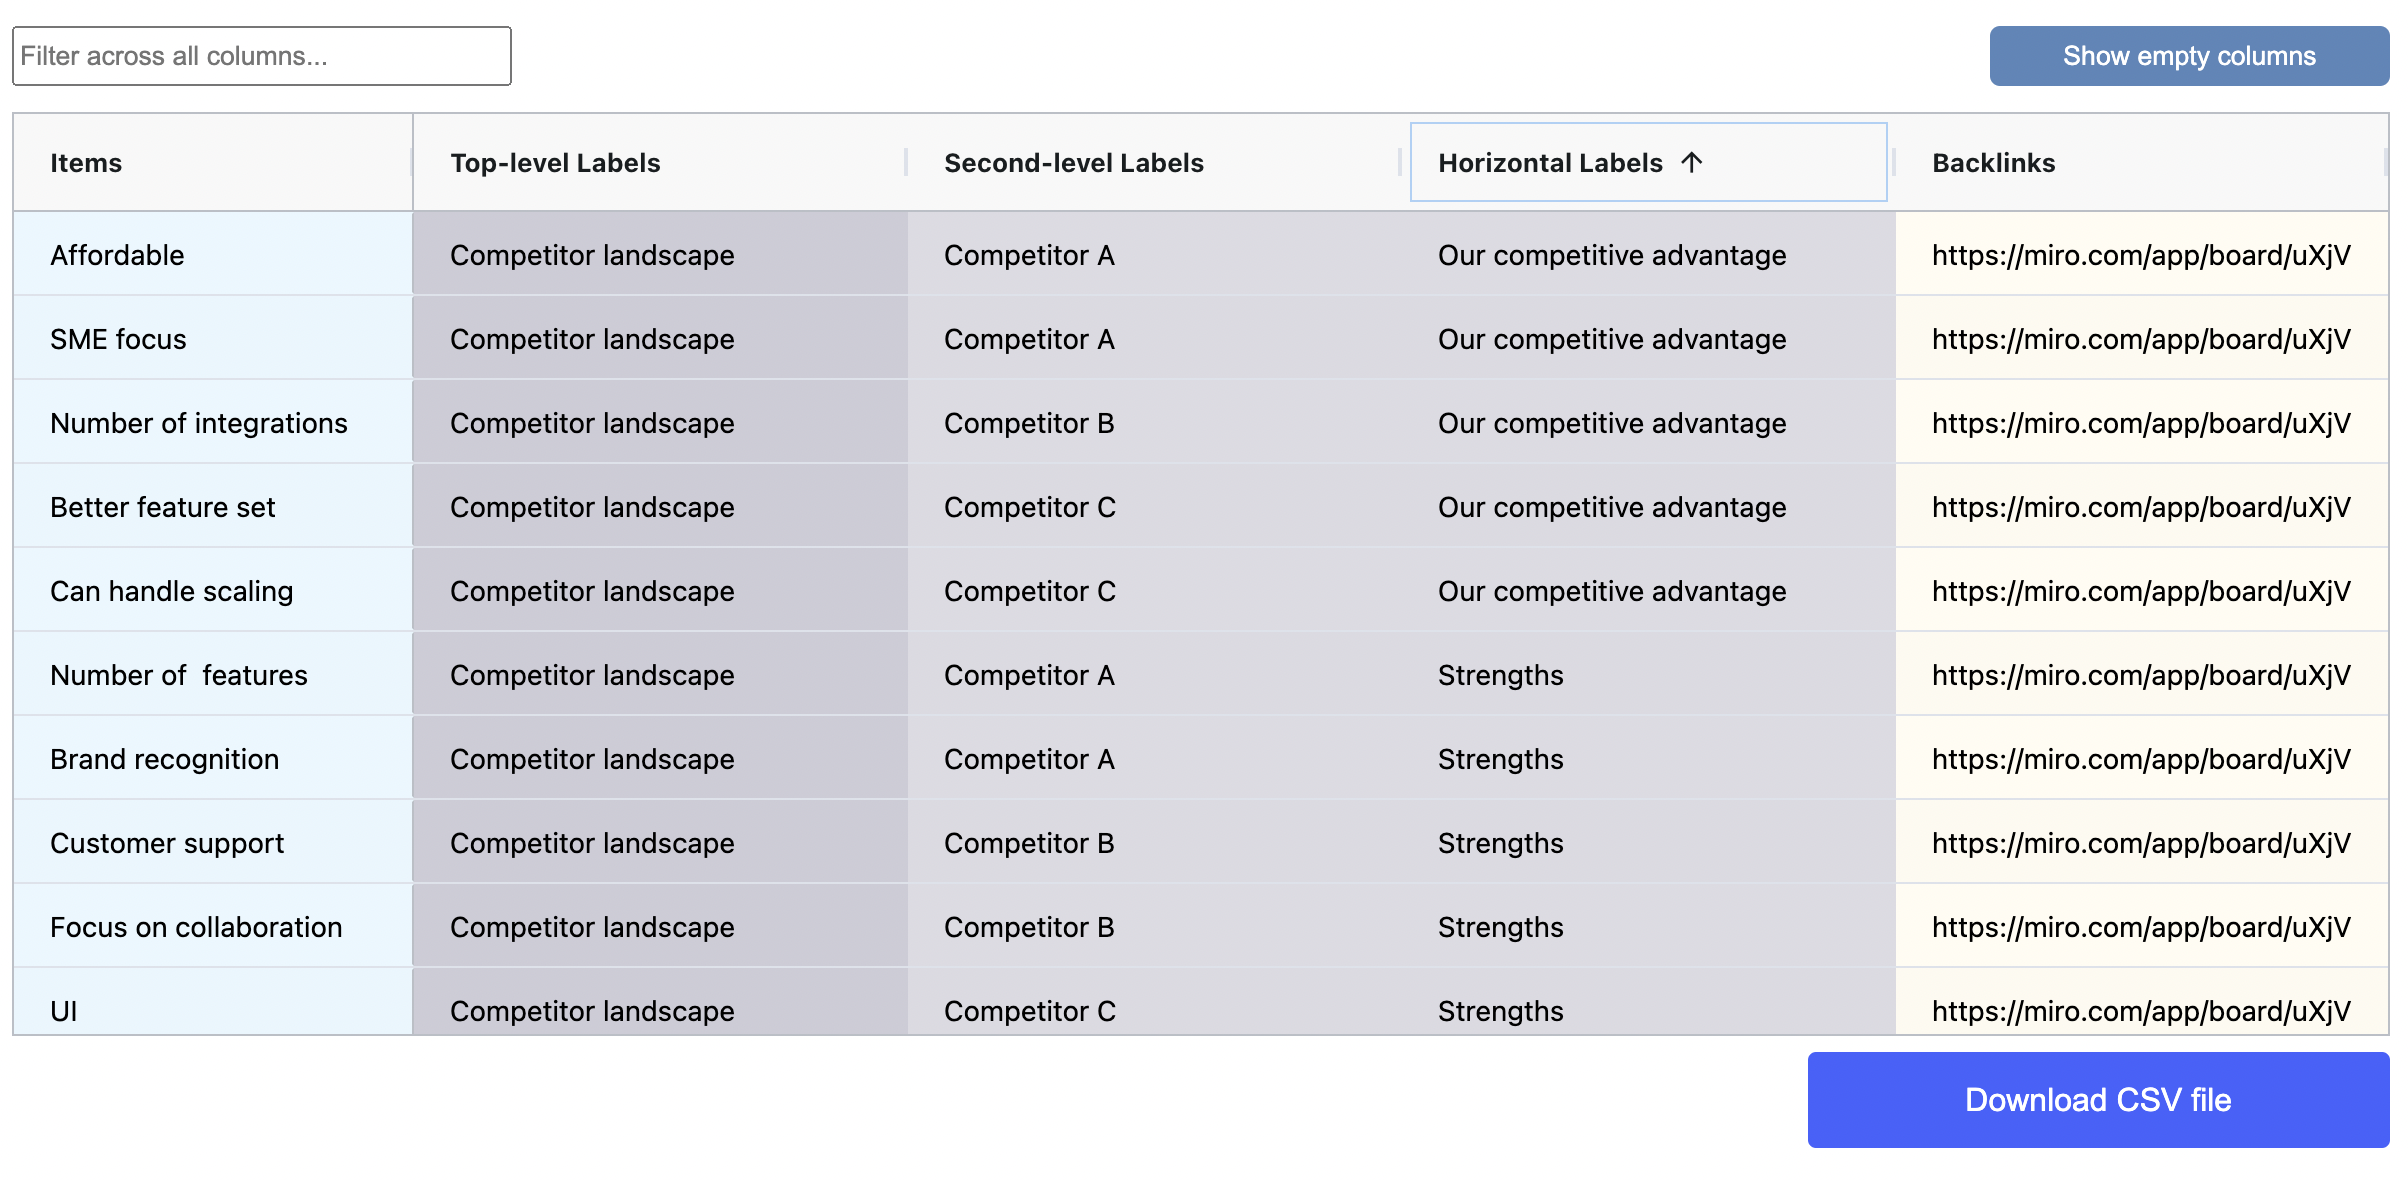 Filter across all columns...
Show empty columns
Items Top-level Labels Second-level Labels Horizontal Labels ↑ Backlinks
Affordable Competitor landscape Competitor A Our competitive advantage https://miro.com/app/board/uXjV
SME focus Competitor landscape Competitor A Our competitive advantage https://miro.com/app/board/uXjV
Number of integrations Competitor landscape Competitor B Our competitive advantage https://miro.com/app/board/uXjV
Better feature set Competitor landscape Competitor C Our competitive advantage https://miro.com/app/board/uXjV
Can handle scaling Competitor landscape Competitor C Our competitive advantage https://miro.com/app/board/uXjV
Number of  features Competitor landscape Competitor A Strengths https://miro.com/app/board/uXjV
Brand recognition Competitor landscape Competitor A Strengths https://miro.com/app/board/uXjV
Customer support Competitor landscape Competitor B Strengths https://miro.com/app/board/uXjV
Focus on collaboration Competitor landscape Competitor B Strengths https://miro.com/app/board/uXjV
UI Competitor landscape Competitor C Strengths https://miro.com/app/board/uXjV
Download CSV file